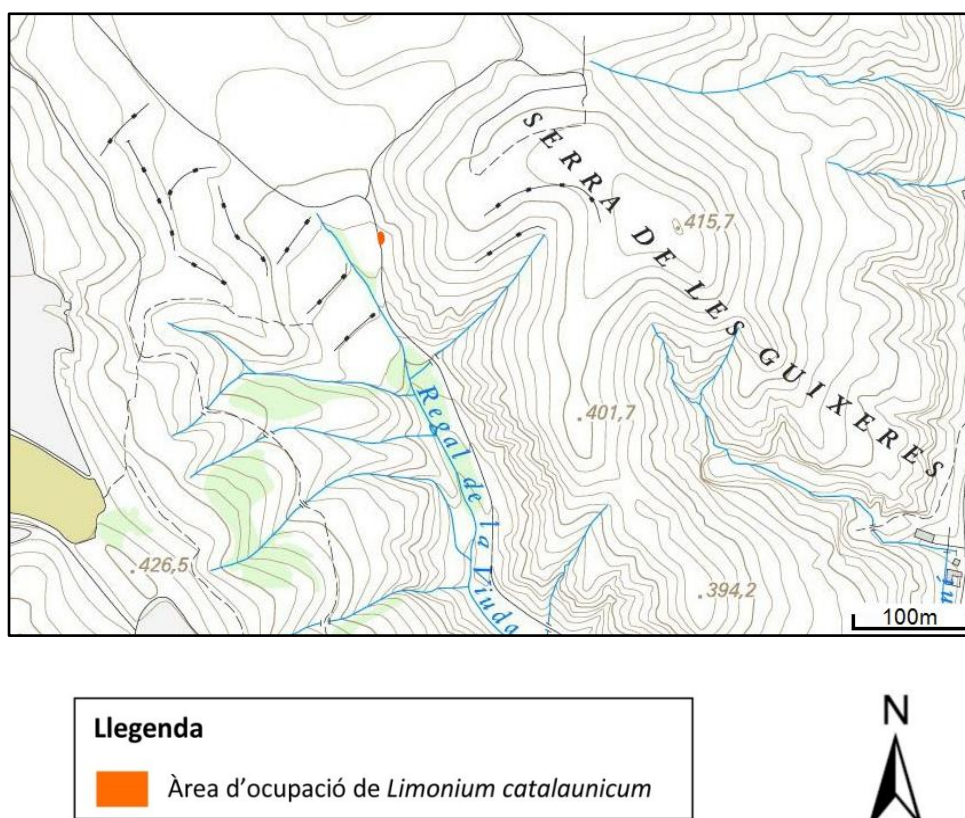 SERRA DE LES GUIXERES
415,7
401,7
Regal de la Viuda
426,5
394,2
100m
N
Llegenda
Àrea d'ocupació de Limonium catalaunicum